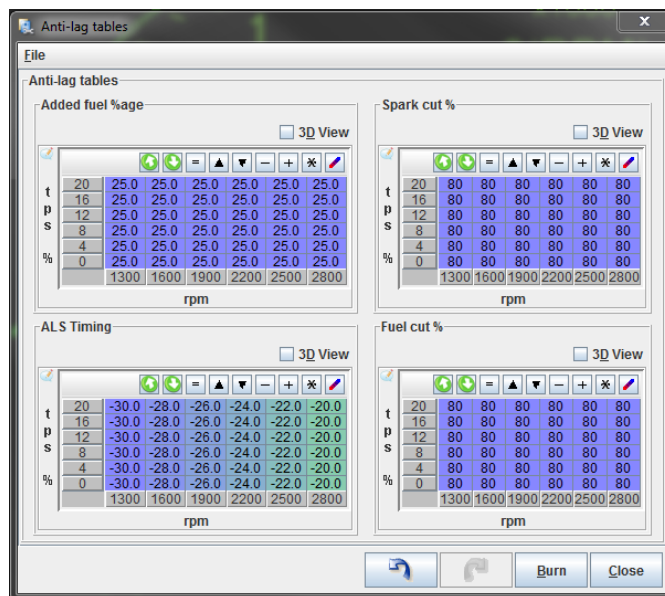 Anti-lag tables
x
File
Anti-lag tables
Added fuel %age
3D View
= - + *
t p s %
20 25.0 25.0 25.0 25.0 25.0 25.0
16 25.0 25.0 25.0 25.0 25.0 25.0
12 25.0 25.0 25.0 25.0 25.0 25.0
8 25.0 25.0 25.0 25.0 25.0 25.0
4 25.0 25.0 25.0 25.0 25.0 25.0
0 25.0 25.0 25.0 25.0 25.0 25.0
1300 1600 1900 2200 2500 2800
rpm
Spark cut %
3D View
= - + *
t p s %
20 80 80 80 80 80 80
16 80 80 80 80 80 80
12 80 80 80 80 80 80
8 80 80 80 80 80 80
4 80 80 80 80 80 80
0 80 80 80 80 80 80
1300 1600 1900 2200 2500 2800
rpm
ALS Timing
3D View
= - + *
t p s %
20 -30.0 -28.0 -26.0 -24.0 -22.0 -20.0
16 -30.0 -28.0 -26.0 -24.0 -22.0 -20.0
12 -30.0 -28.0 -26.0 -24.0 -22.0 -20.0
8 -30.0 -28.0 -26.0 -24.0 -22.0 -20.0
4 -30.0 -28.0 -26.0 -24.0 -22.0 -20.0
0 -30.0 -28.0 -26.0 -24.0 -22.0 -20.0
1300 1600 1900 2200 2500 2800
rpm
Fuel cut %
3D View
= - + *
t p s %
20 80 80 80 80 80 80
16 80 80 80 80 80 80
12 80 80 80 80 80 80
8 80 80 80 80 80 80
4 80 80 80 80 80 80
0 80 80 80 80 80 80
1300 1600 1900 2200 2500 2800
rpm
Burn
Close